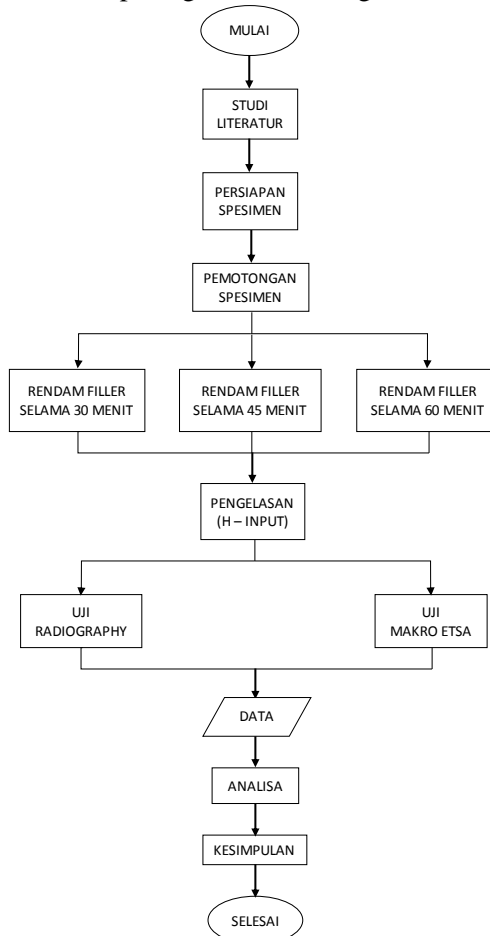 MULAI
STUDI
LITERATUR
PERSIAPAN
SPESIMEN
PEMOTONGAN
SPESIMEN
RENDAM FILLER
SELAMA 30 MENIT
RENDAM FILLER
SELAMA 45 MENIT
RENDAM FILLER
SELAMA 60 MENIT
PENGELASAN
(H – INPUT)
UJI
RADIOGRAPHY
UJI
MAKRO ETSA
DATA
ANALISA
KESIMPULAN
SELESAI